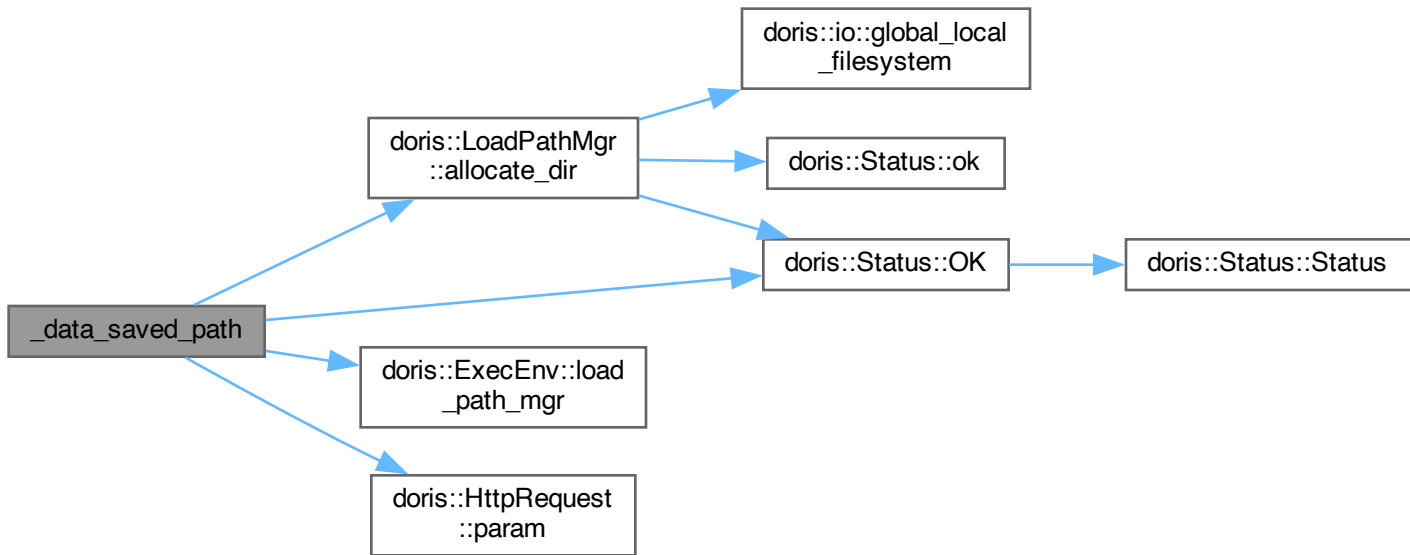 doris::io::global_local
_filesystem
doris::LoadPathMgr
::allocate_dir
doris::Status::ok
doris::Status::OK
doris::Status::Status
_data_saved_path
doris::ExecEnv::load
_path_mgr
doris::HttpRequest
::param